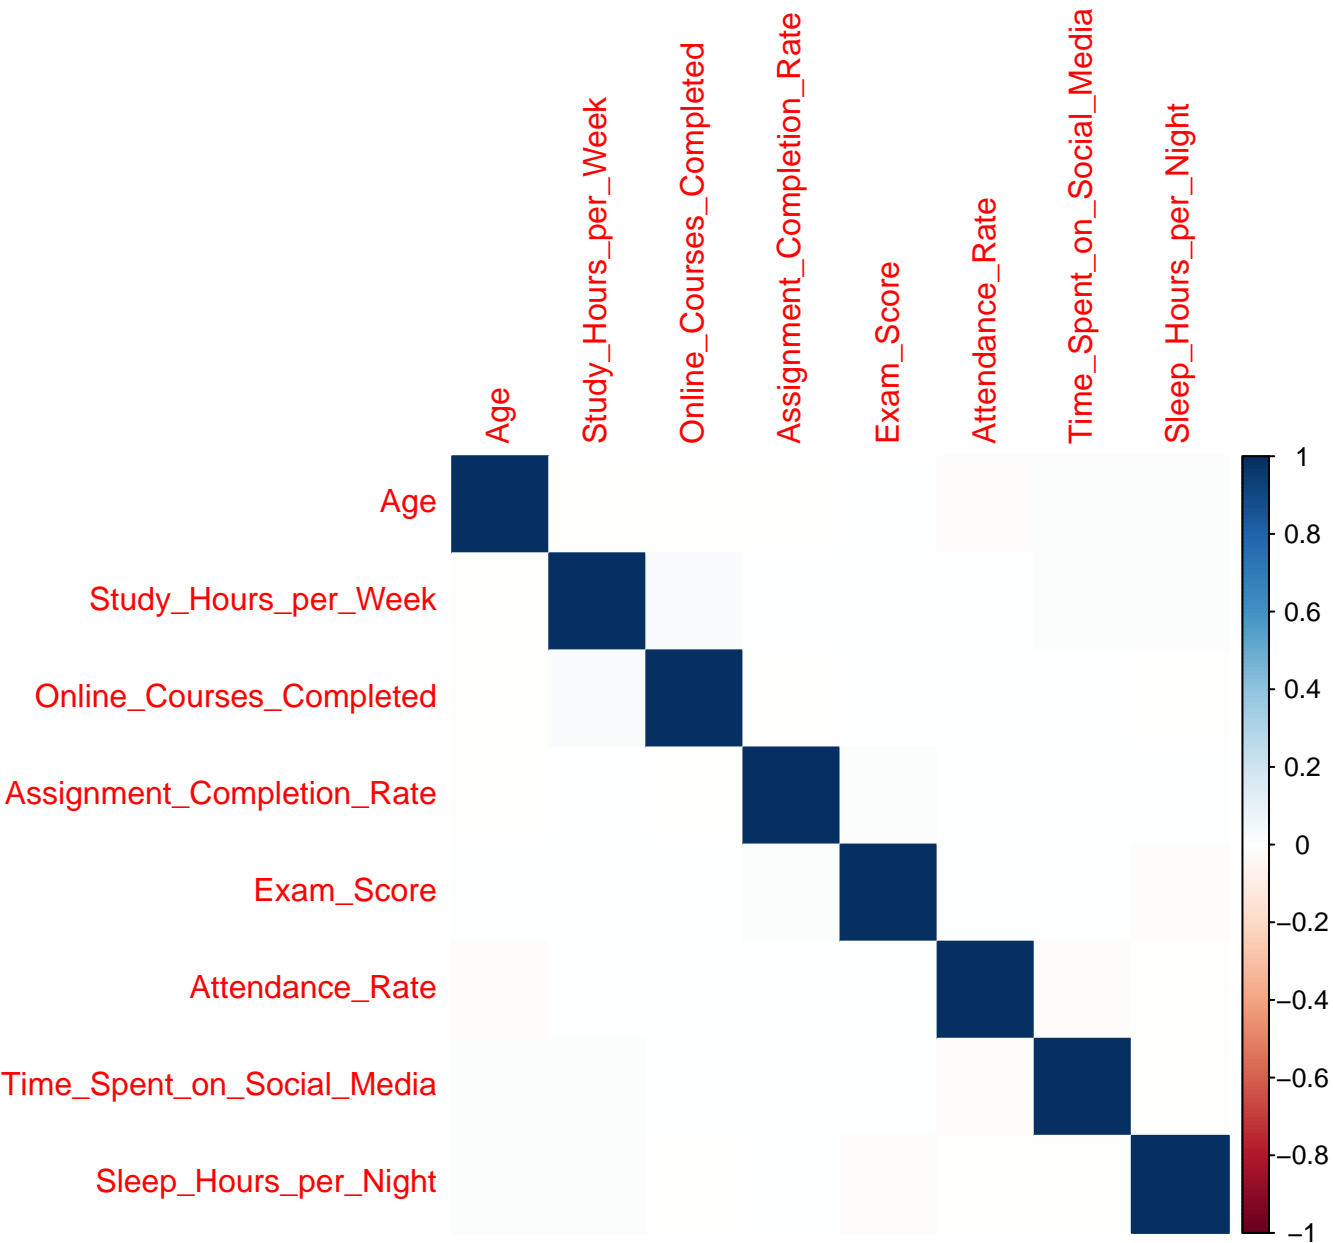 Age
Study_Hours_per_Week
Online_Courses_Completed
Assignment_Completion_Rate
Exam_Score
Attendance_Rate
Time_Spent_on_Social_Media
Sleep_Hours_per_Night
Age
Study_Hours_per_Week
Online_Courses_Completed
Assignment_Completion_Rate
Exam_Score
Attendance_Rate
Time_Spent_on_Social_Media
Sleep_Hours_per_Night
1
0.8
0.6
0.4
0.2
0
−0.2
−0.4
−0.6
−0.8
−1